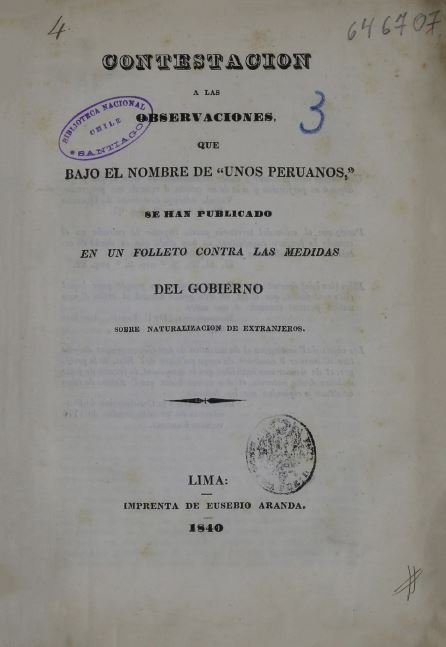 4
646707
CONTESTACION
A LAS
BIBLIOTECA NACIONAL
CHILE
*SANTIAGO*
OBSERVACIONES,
3
QUE
BAJO EL NOMBRE DE “UNOS PERUANOS,”
SE HAN PUBLICADO
EN UN FOLLETO CONTRA LAS MEDIDAS
DEL GOBIERNO
SOBRE NATURALIZACION DE EXTRANJEROS.
LIMA:
IMPRENTA DE EUSEBIO ARANDA.
1840
#